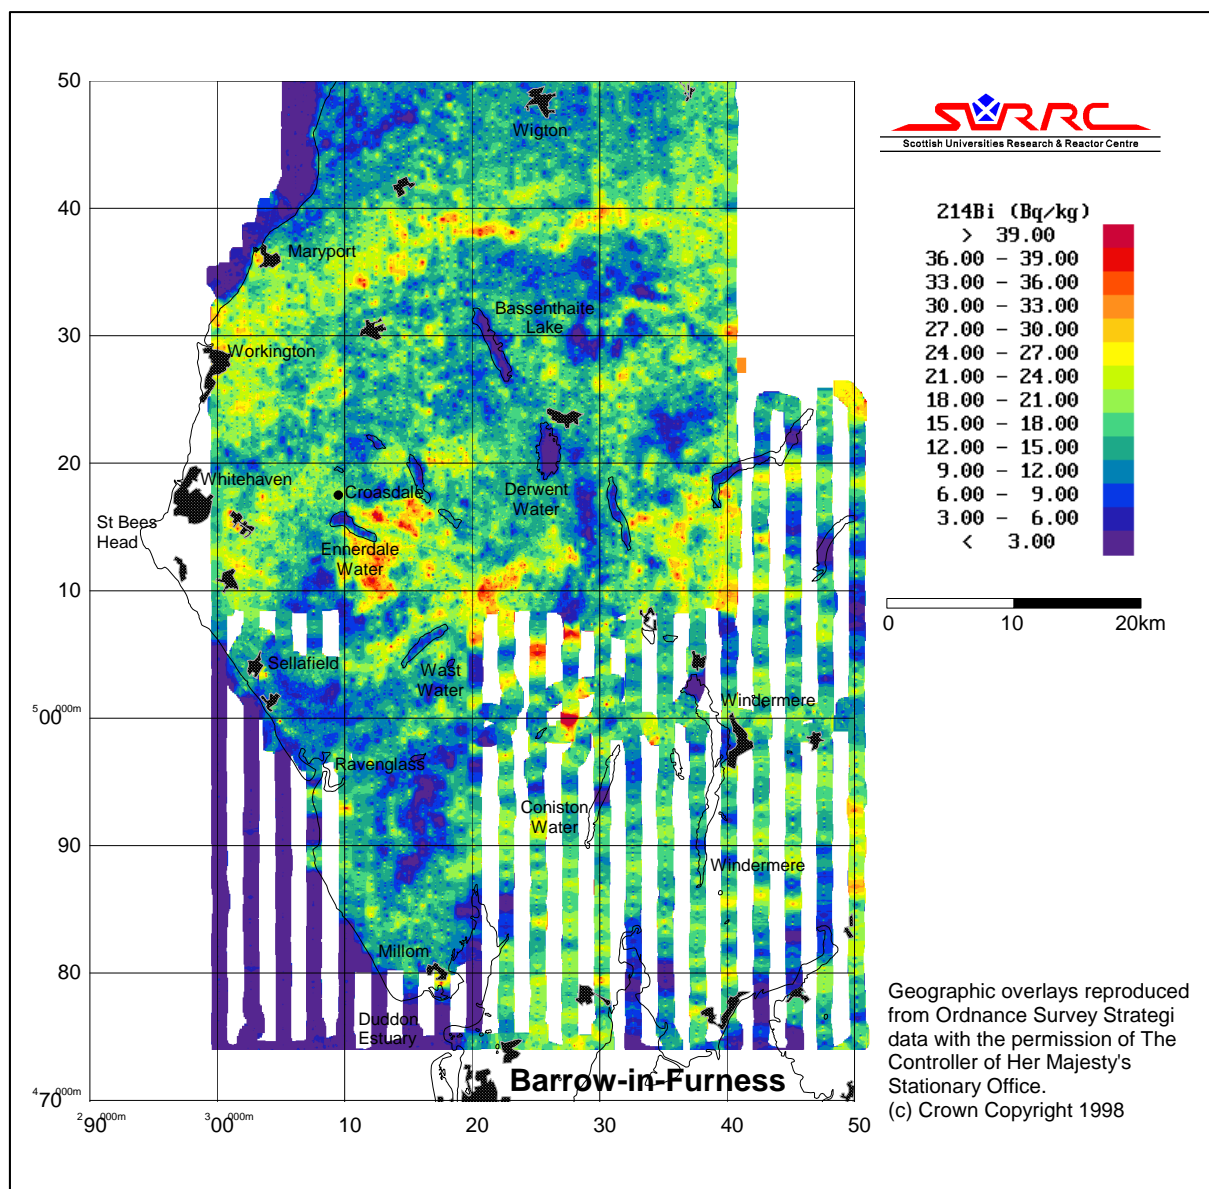 50
40
30
20
10
5 00 000m
90
80
4 70 000m
2 90 000m
3 00 000m
10
20
30
40
50
Wigton
Maryport
Bassenthaite
Lake
Workington
Whitehaven
Croasdale
Derwent
Water
St Bees
Head
Ennerdale
Water
Sellafield
Wast
Water
Windermere
Ravenglass
Coniston
Water
Windermere
Millom
Duddon
Estuary
Barrow-in-Furness
SURRC
Scottish Universities Research & Reactor Centre
214Bi (Bq/kg)
> 39.00
36.00 - 39.00
33.00 - 36.00
30.00 - 33.00
27.00 - 30.00
24.00 - 27.00
21.00 - 24.00
18.00 - 21.00
15.00 - 18.00
12.00 - 15.00
9.00 - 12.00
6.00 - 9.00
3.00 - 6.00
< 3.00
0 10 20km
Geographic overlays reproduced
from Ordnance Survey Strategi
data with the permission of The
Controller of Her Majesty's
Stationary Office.
(c) Crown Copyright 1998